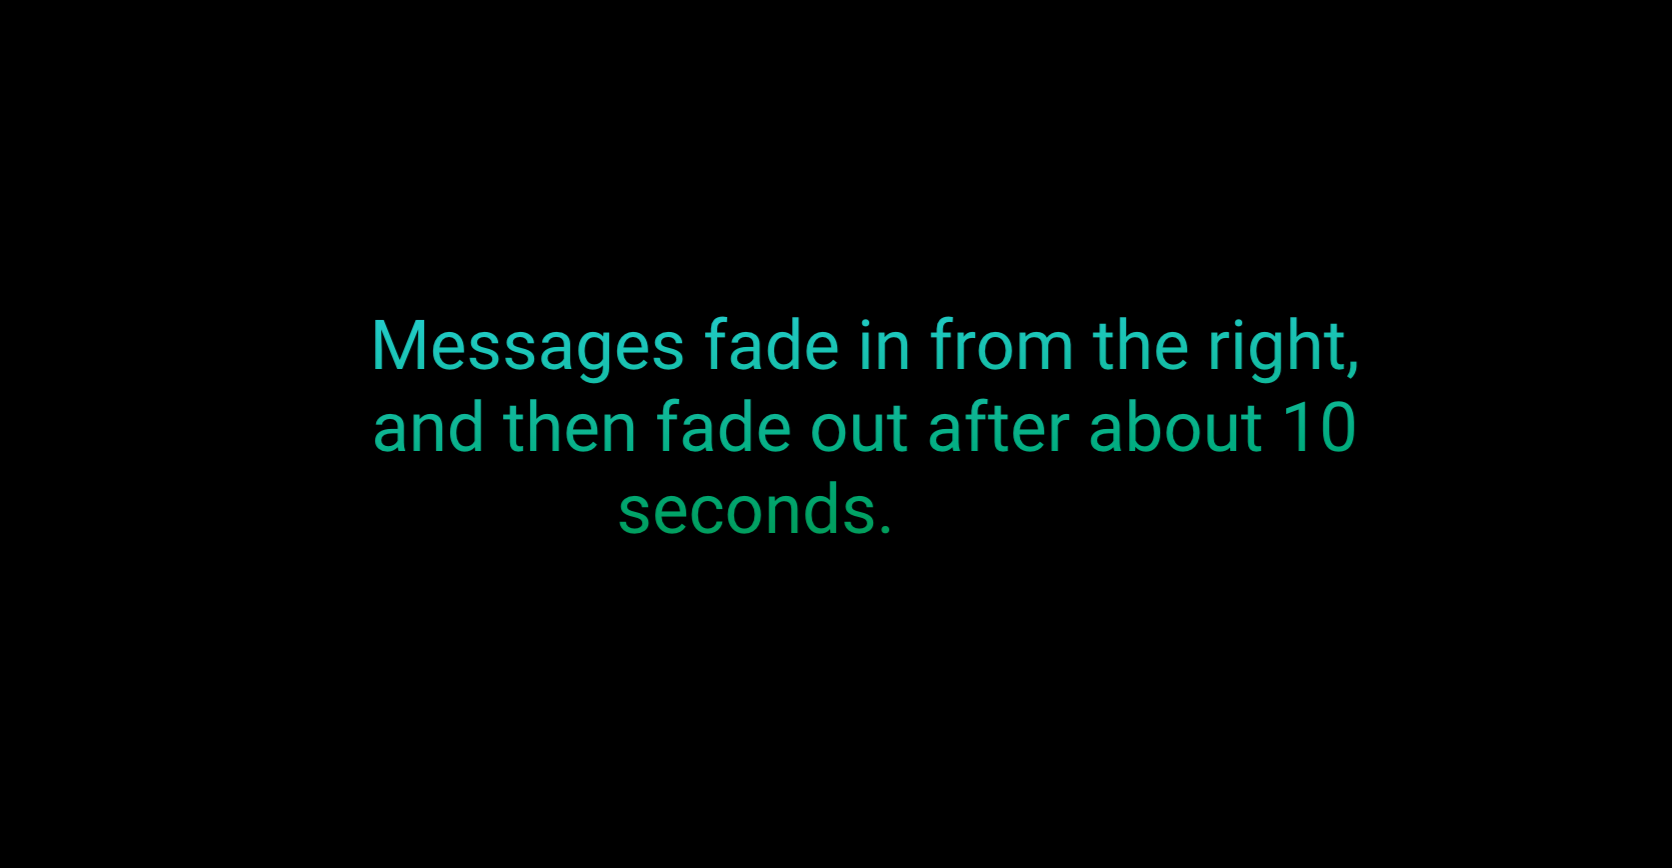 Messages fade in from the right,
and then fade out after about 10
seconds.